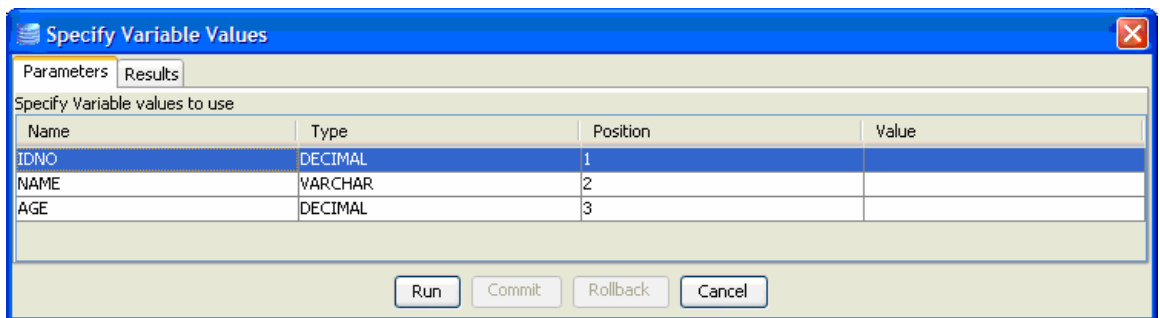 Specify Variable Values
Parameters Results
Specify Variable values to use
Name Type Position Value
IDNO DECIMAL 1
NAME VARCHAR 2
AGE DECIMAL 3
Run Commit Rollback Cancel